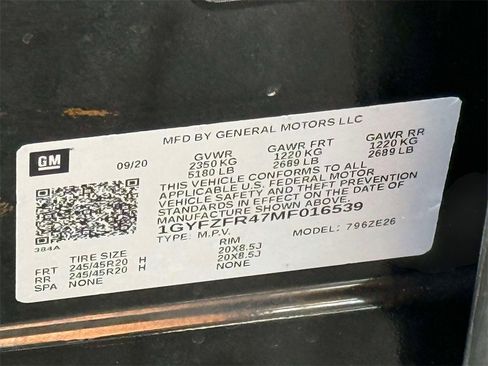 MFD BY GENERAL MOTORS LLC
GM
09/20
GVWR GAWR FRT GAWR RR
2350 KG 1220 KG 1220 KG
5180 LB 2689 LB 2689 LB
THIS VEHICLE CONFORMS TO ALL
APPLICABLE U.S. FEDERAL MOTOR VEHICLE
SAFETY AND THEFT PREVENTION
STANDARDS IN EFFECT ON THE DATE OF
MANUFACTURE SHOWN ABOVE.
1GYFZFR47MF016539
TYPE: M.P.V. MODEL: 796ZE26
384A
TIRE SIZE RIM
FRT 245/45R20 H 20X8.5J
RR 245/45R20 H 20X8.5J
SPA NONE NONE